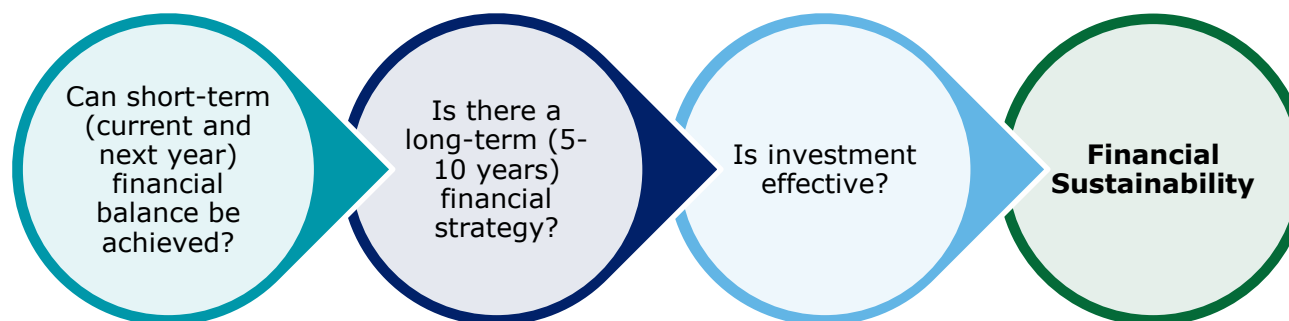 Can short-term
(current and
next year)
financial
balance be
achieved?
Is there a
long-term (5-
10 years)
financial
strategy?
Is investment
effective?
Financial
Sustainability